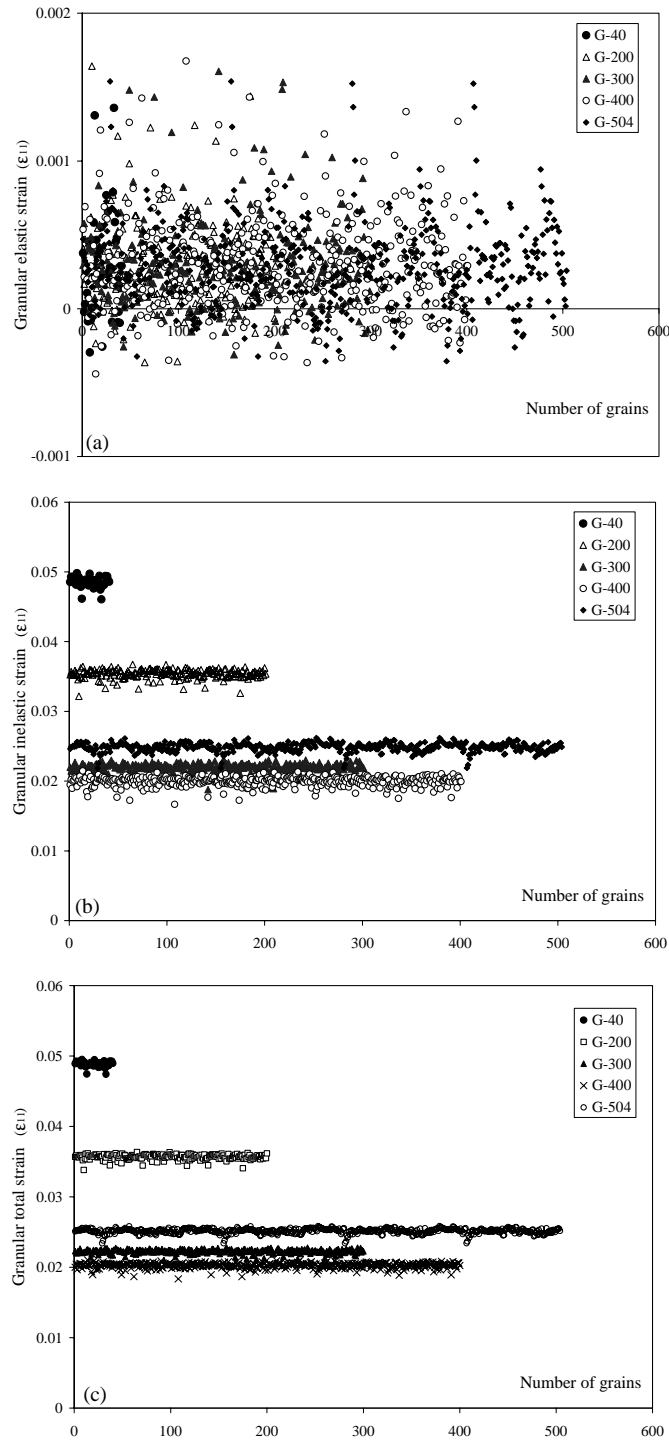 0.002
0.001
0
-0.001
Granular elastic strain (ε11)
G-40
G-200
G-300
G-400
G-504
0 100 200 300 400 500 600
Number of grains
(a)
0.06
0.05
0.04
0.03
0.02
0.01
0
Granular inelastic strain (ε11)
G-40
G-200
G-300
G-400
G-504
Number of grains
(b)
0 100 200 300 400 500 600
0.06
0.05
0.04
0.03
0.02
0.01
0
Granular total strain (ε11)
G-40
G-200
G-300
G-400
G-504
Number of grains
(c)
0 100 200 300 400 500 600